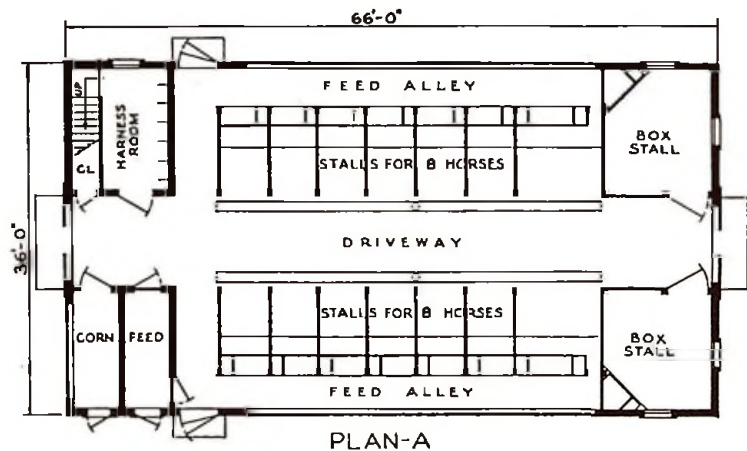 66'-0"
FEED ALLEY
UP
HARNESS
ROOM
BOX
STALL
STALLS FOR 8 HORSES
CL
36'-0"
DRIVEWAY
STALLS FOR 8 HORSES
CORN
FEED
BOX
STALL
FEED ALLEY
PLAN-A